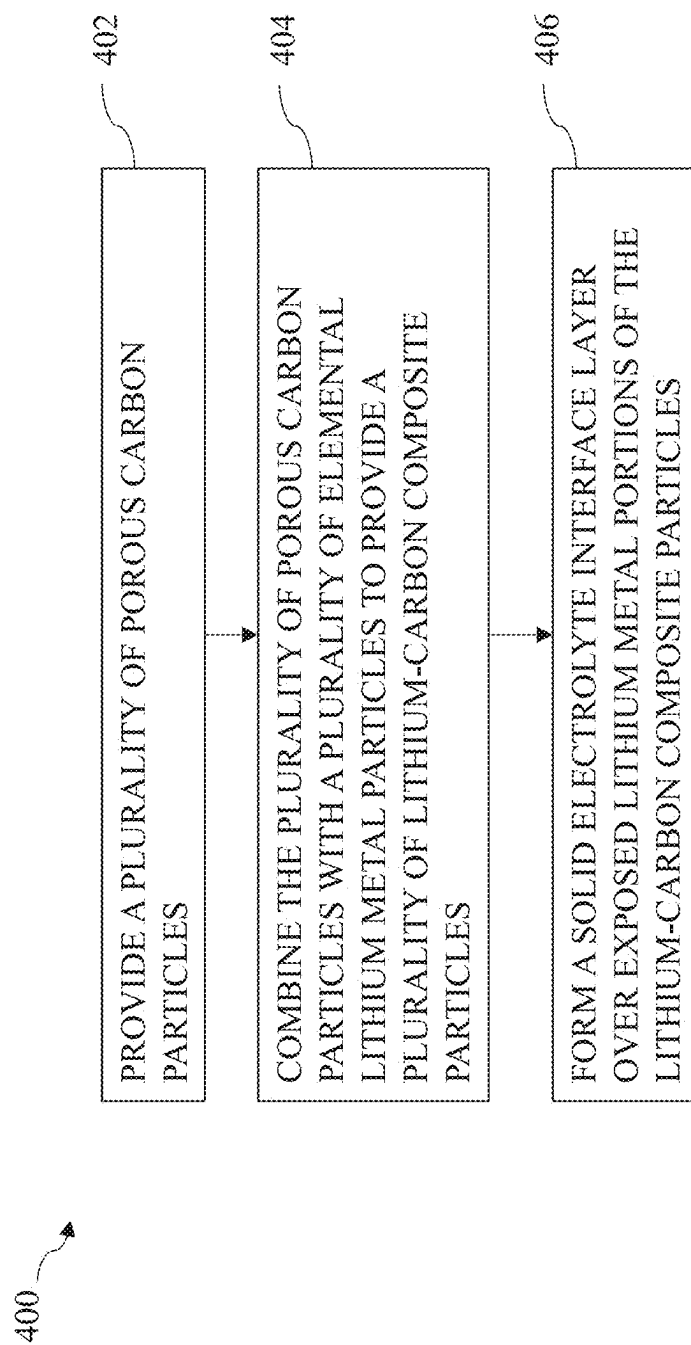 400
402
PROVIDE A PLURALITY OF POROUS CARBON
PARTICLES
404
COMBINE THE PLURALITY OF POROUS CARBON
PARTICLES WITH A PLURALITY OF ELEMENTAL
LITHIUM METAL PARTICLES TO PROVIDE A
PLURALITY OF LITHIUM-CARBON COMPOSITE
PARTICLES
406
FORM A SOLID ELECTROLYTE INTERFACE LAYER
OVER EXPOSED LITHIUM METAL PORTIONS OF THE
LITHIUM-CARBON COMPOSITE PARTICLES